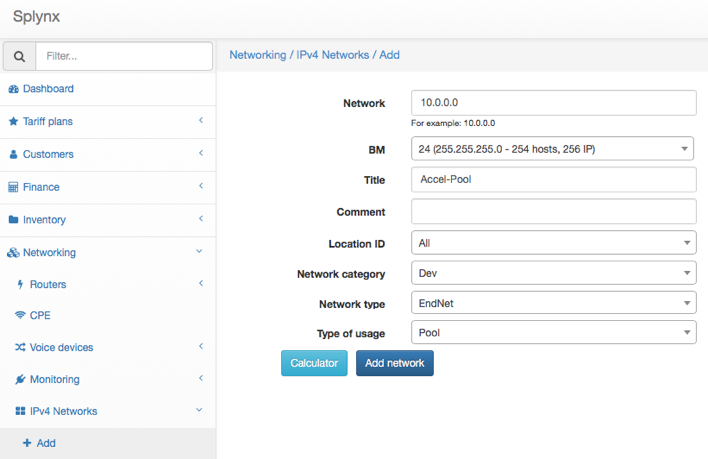 Splynx
Filter...
Networking / IPv4 Networks / Add
Dashboard
Tariff plans
Customers
Finance
Inventory
Networking
Routers
CPE
Voice devices
Monitoring
IPv4 Networks
Add
Network 10.0.0.0
For example: 10.0.0.0
BM 24 (255.255.255.0 - 254 hosts, 256 IP)
Title Accel-Pool
Comment
Location ID All
Network category Dev
Network type EndNet
Type of usage Pool
Calculator Add network